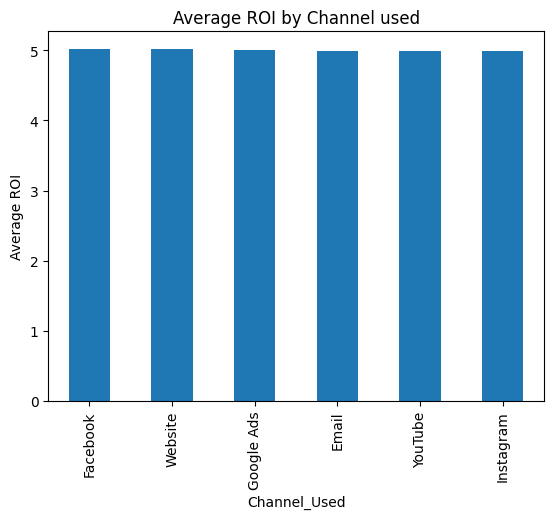 Average ROI by Channel used
Average ROI
5
4
3
2
1
0
Facebook
Website
Google Ads
Email
YouTube
Instagram
Channel_Used